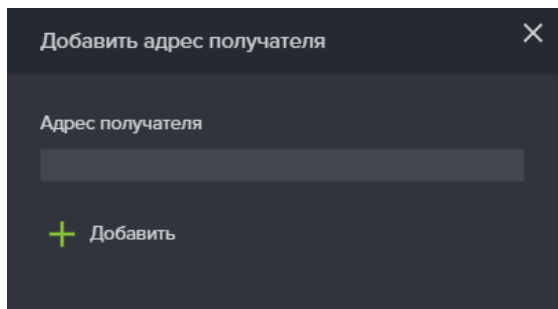 Добавить адрес получателя
Адрес получателя
Добавить